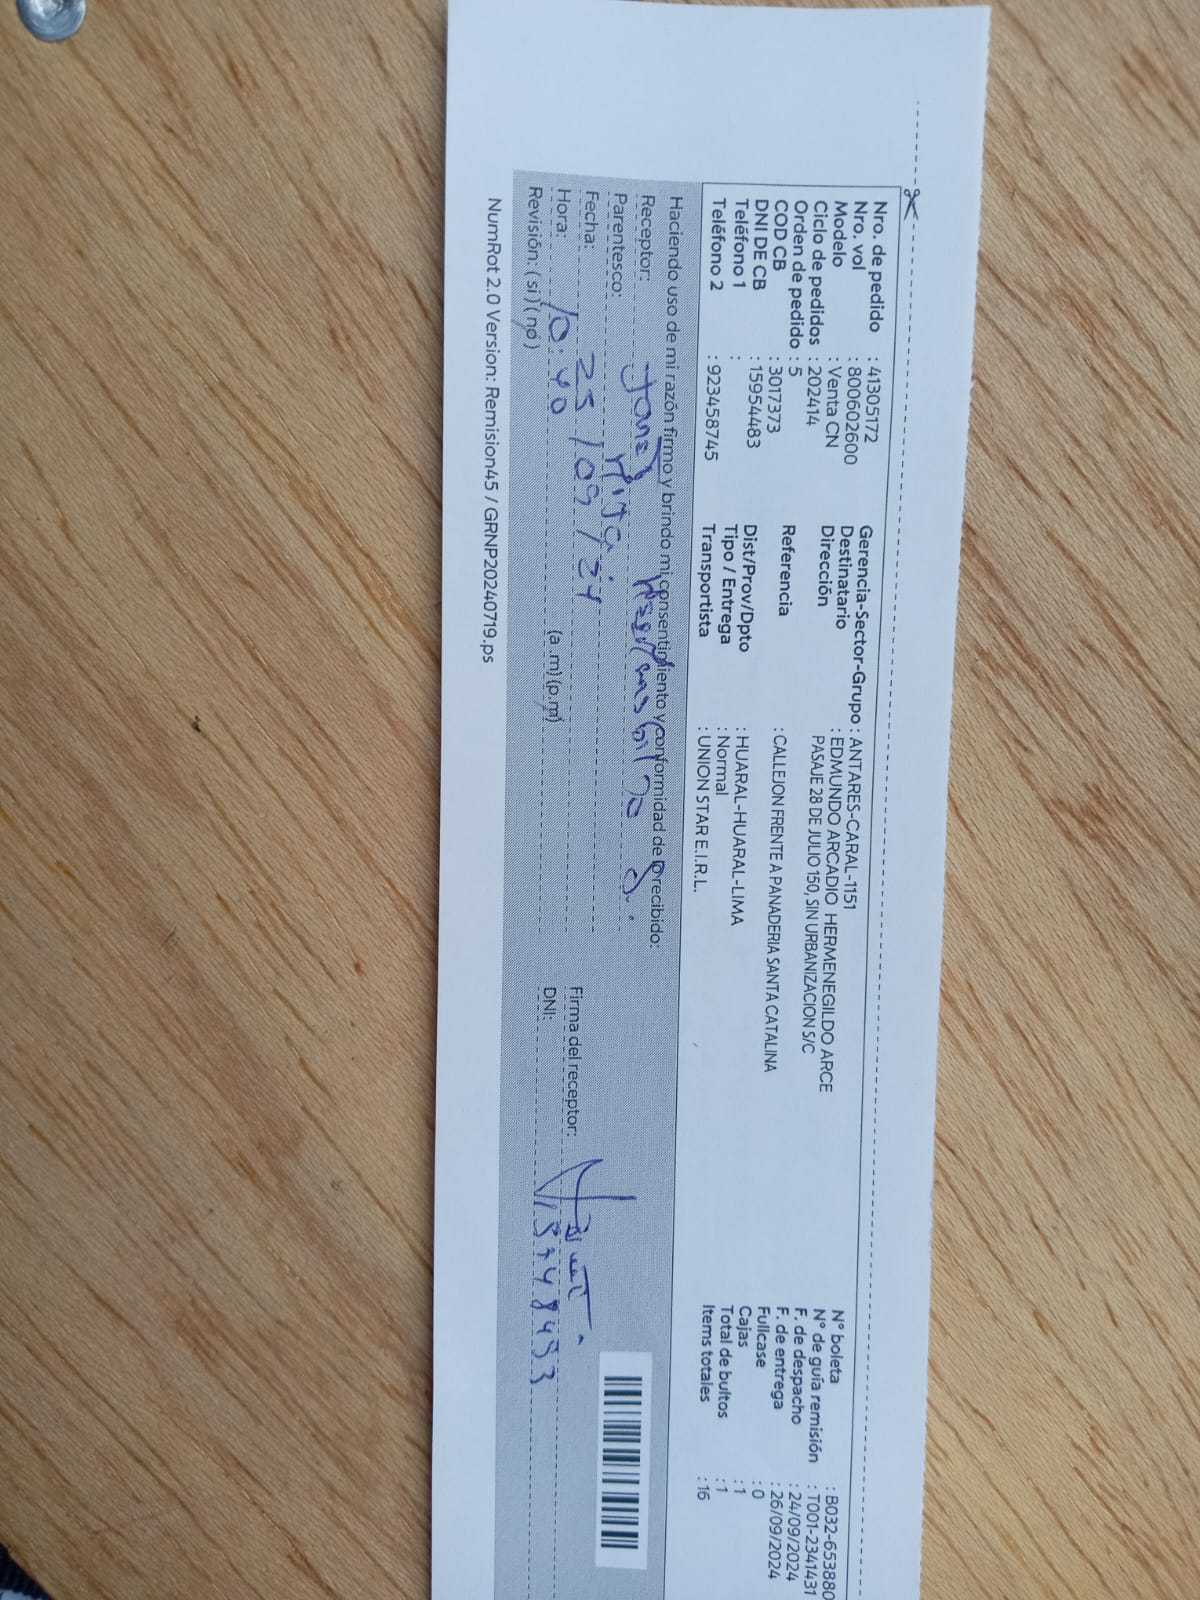 Nro. de pedido : 41305172
Nro. vol : 800602600
Modelo : Venta CN
Ciclo de pedidos : 202414
Orden de pedido : 5
COD CB : 3017373
DNI DE CB : 15954483
Teléfono 1 :
Teléfono 2 : 923458745
Gerencia-Sector-Grupo : ANTARES-CARAL-1151
Destinatario : EDMUNDO ARCADIO HERMENEGILDO ARCE
Dirección PASAJE 28 DE JULIO 150, SIN URBANIZACION S/C
Referencia : CALLEJON FRENTE A PANADERIA SANTA CATALINA
Dist/Prov/Dpto : HUARAL-HUARAL-LIMA
Tipo / Entrega : Normal
Transportista : UNION STAR E.I.R.L.
N° boleta : B032-653880
N° de guía remisión : T001-2341431
F. de despacho : 24/09/2024
F. de entrega : 26/09/2024
Fullcase : 0
Cajas : 1
Total de bultos : 1
Items totales : 16
Haciendo uso de mi razón firmo y brindo mi consentimiento y conformidad de lo recibido:
Receptor:
Parentesco: Hija
Fecha: 25/09/24
Hora: 10:40 (a.m) (p.m)
Revisión: (si) (no)
Firma del receptor:
DNI:
NumRot 2.0 Version: Remision45 / GRNP20240719.ps